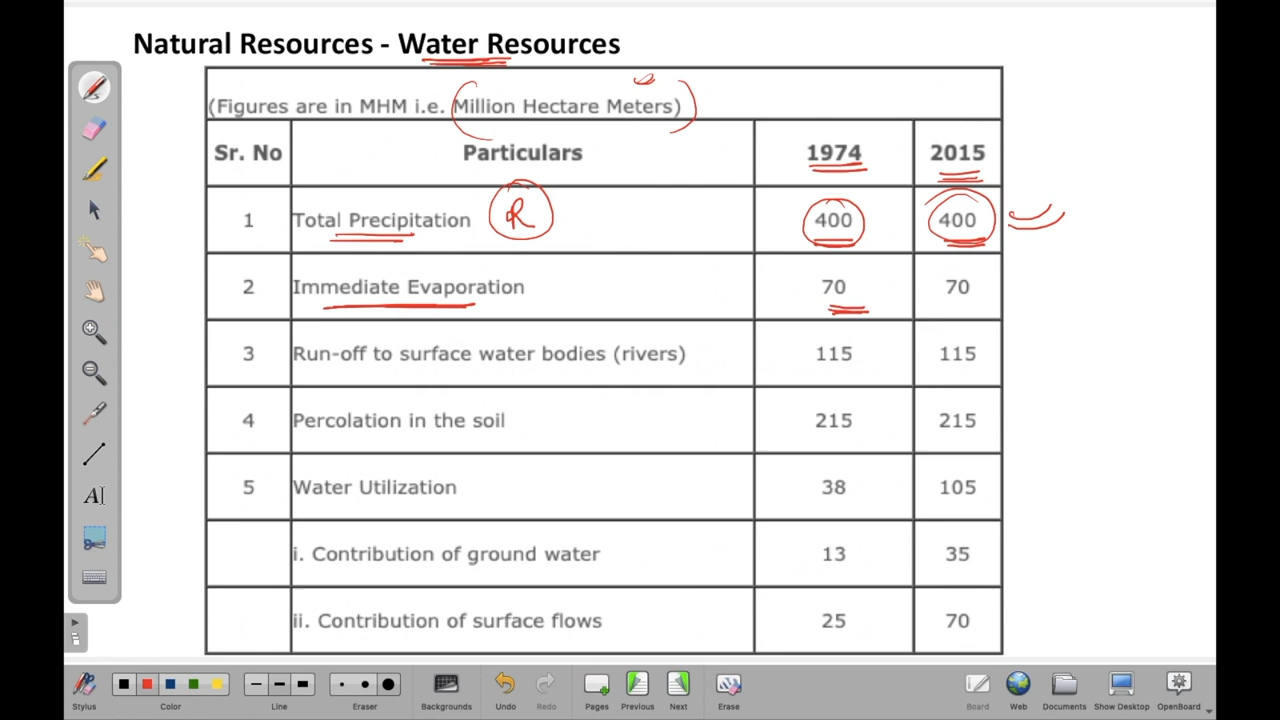 Natural Resources - Water Resources
(Figures are in MHM i.e. Million Hectare Meters)
Sr. No Particulars 1974 2015
1 Total Precipitation R 400 400
2 Immediate Evaporation 70 70
3 Run-off to surface water bodies (rivers) 115 115
4 Percolation in the soil 215 215
5 Water Utilization 38 105
i. Contribution of ground water 13 35
ii. Contribution of surface flows 25 70
Stylus Color Line Eraser Backgrounds Undo Redo Pages Previous Next Erase Board Web Documents Show Desktop OpenBoard